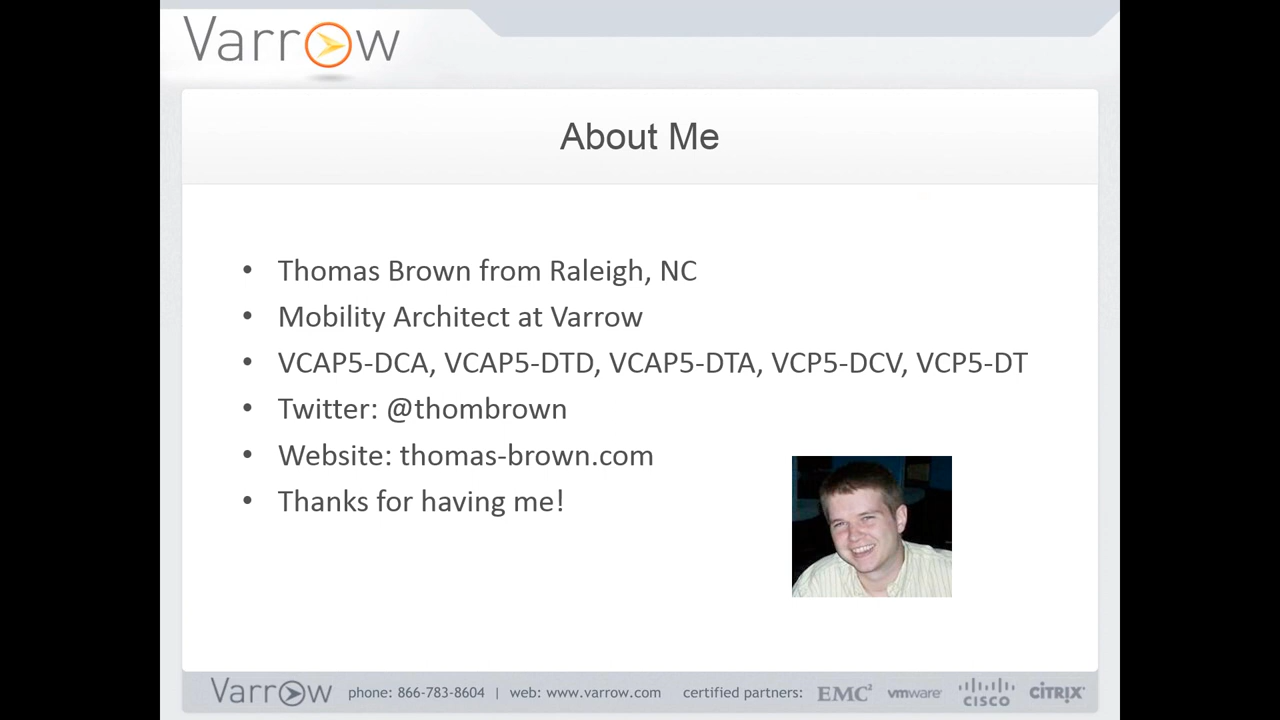 Varrow
About Me
• Thomas Brown from Raleigh, NC
• Mobility Architect at Varrow
• VCAP5-DCA, VCAP5-DTD, VCAP5-DTA, VCP5-DCV, VCP5-DT
• Twitter: @thombrown
• Website: thomas-brown.com
• Thanks for having me!
Varrow phone: 866-783-8604 | web: www.varrow.com certified partners: EMC² vmware CISCO CITRIX